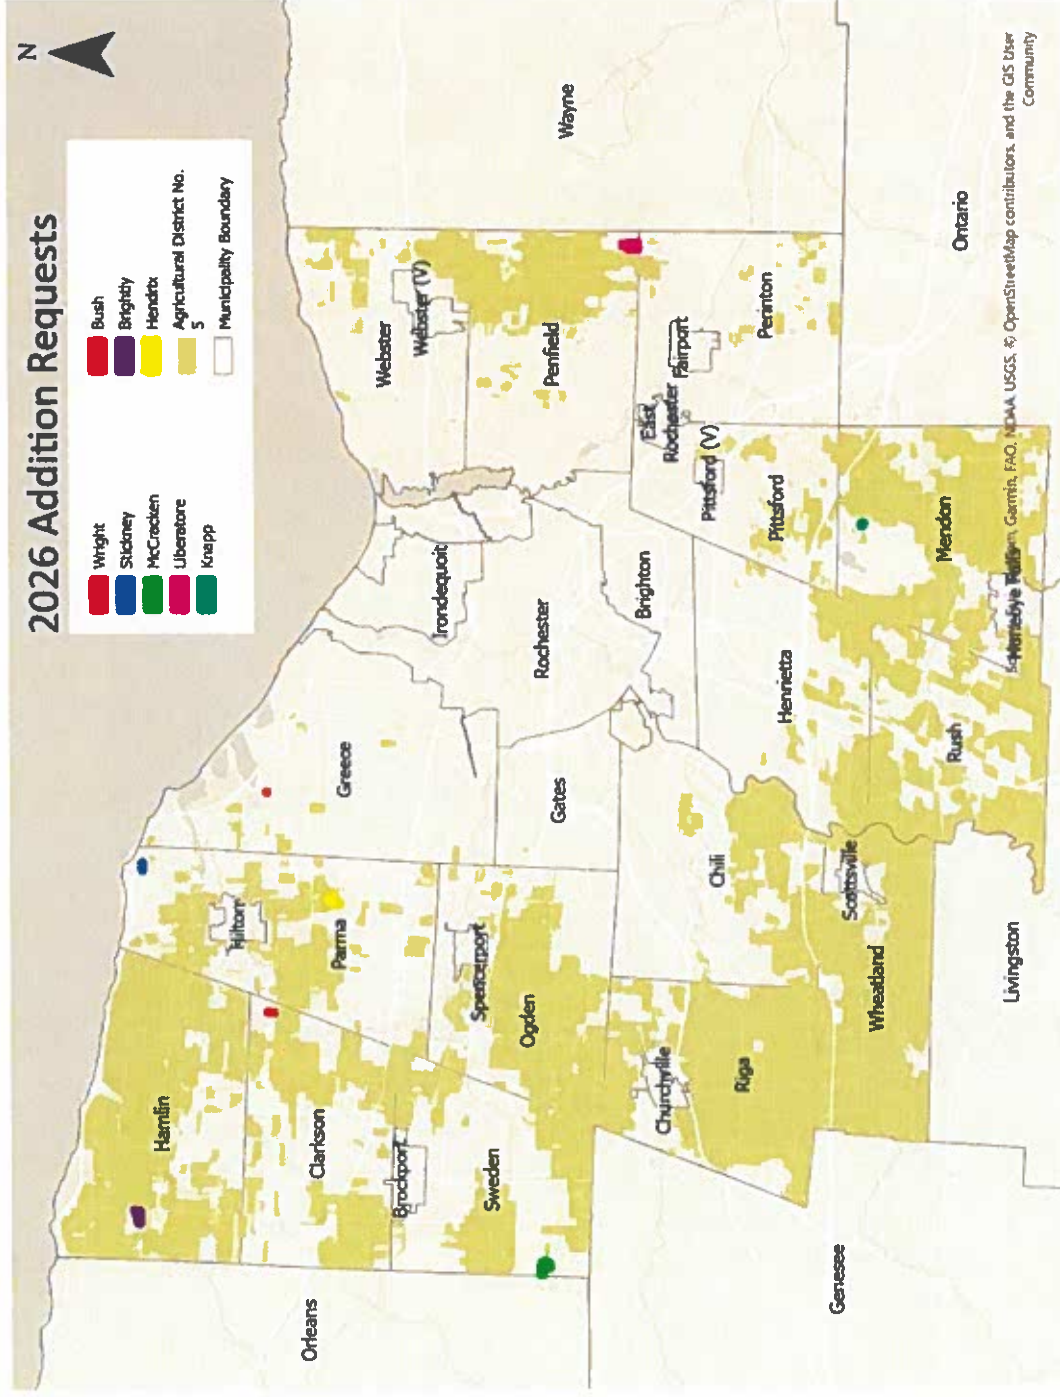 2026 Addition Requests
N
Wright
Stickney
McCracken
Liberatore
Knapp
Bush
Brightly
Hendrix
Agricultural District No.
5
Municipality Boundary
Wayne
Webster
Webster (V)
Penfield
Irondequoit
Greece
Hilton
Parma
Hamlin
Clarkson
Orleans
Rochester
East
Rochester
Fairport
Perinton
Pittsford (V)
Pittsford
Brighton
Gates
Spencerport
Ogden
Brockport
Sweden
Henrietta
Chili
Churchville
Riga
Scottsville
Wheatland
Rush
Mendon
Honeoye Falls
Ontario
Livingston
Genesee
Garmin, FAO, NOAA, USGS, © OpenStreetMap contributors, and the GIS User
Community